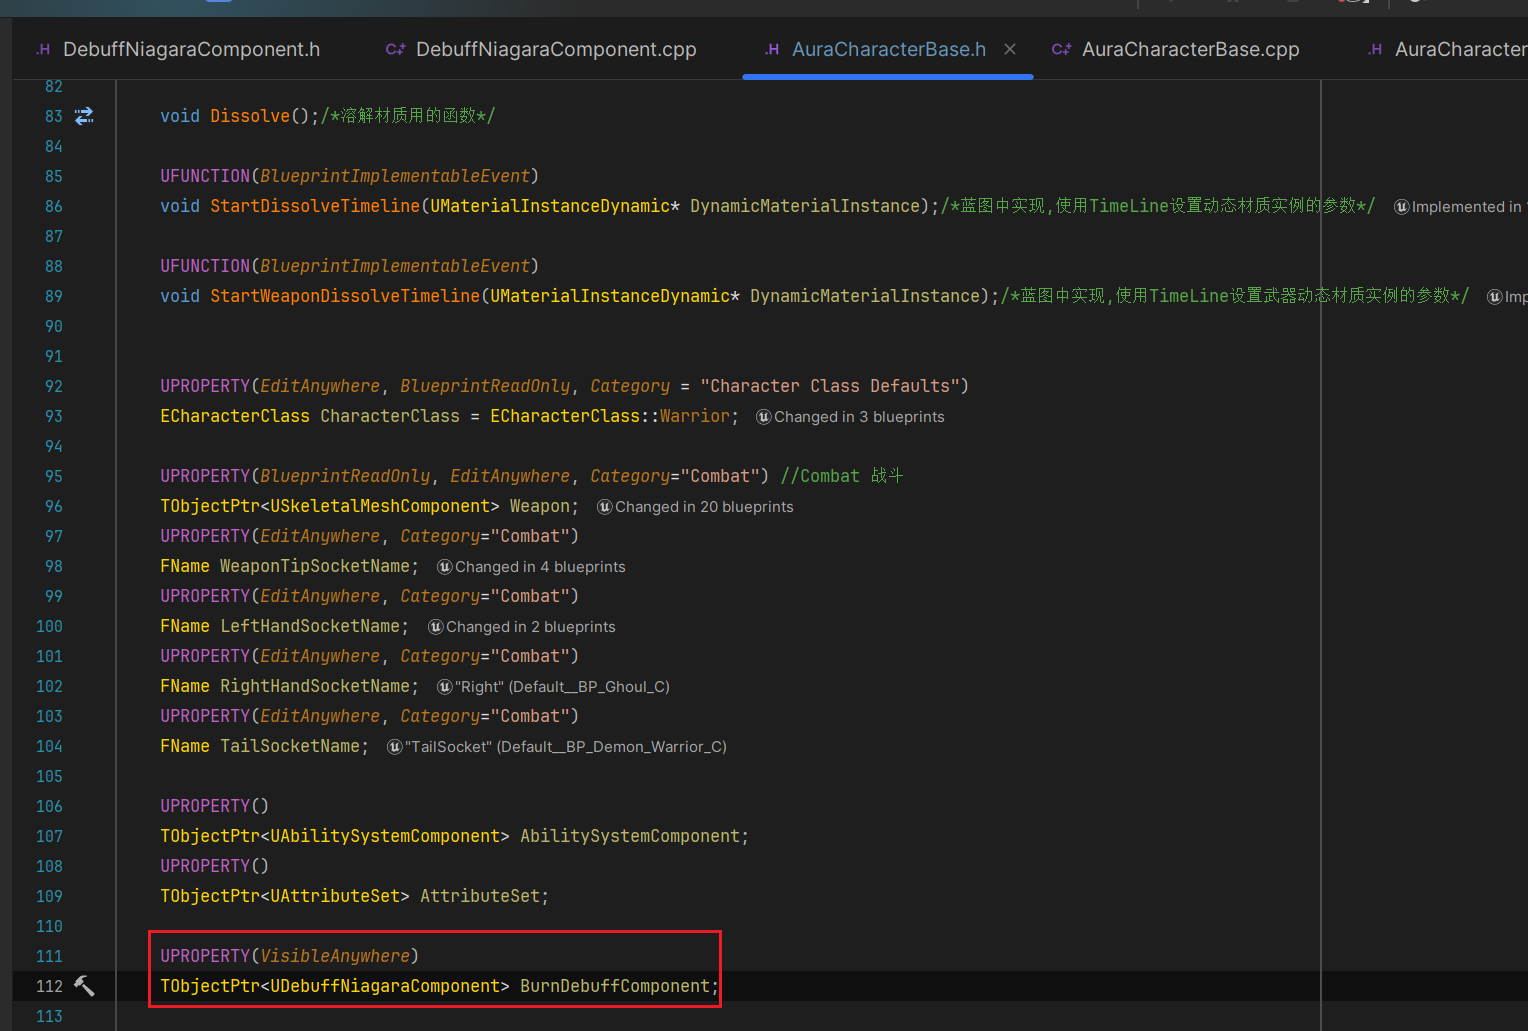 .H DebuffNiagaraComponent.h C++ DebuffNiagaraComponent.cpp .H AuraCharacterBase.h × C++ AuraCharacterBase.cpp .H AuraCharacter
82
83 void Dissolve();/*溶解材质用的函数*/
84
85 UFUNCTION(BlueprintImplementableEvent)
86 void StartDissolveTimeline(UMaterialInstanceDynamic* DynamicMaterialInstance);/*蓝图中实现,使用TimeLine设置动态材质实例的参数*/ Implemented in
87
88 UFUNCTION(BlueprintImplementableEvent)
89 void StartWeaponDissolveTimeline(UMaterialInstanceDynamic* DynamicMaterialInstance);/*蓝图中实现,使用TimeLine设置武器动态材质实例的参数*/ Imp
90
91
92 UPROPERTY(EditAnywhere, BlueprintReadOnly, Category = "Character Class Defaults")
93 ECharacterClass CharacterClass = ECharacterClass::Warrior; Changed in 3 blueprints
94
95 UPROPERTY(BlueprintReadOnly, EditAnywhere, Category="Combat") //Combat 战斗
96 TObjectPtr<USkeletalMeshComponent> Weapon; Changed in 20 blueprints
97 UPROPERTY(EditAnywhere, Category="Combat")
98 FName WeaponTipSocketName; Changed in 4 blueprints
99 UPROPERTY(EditAnywhere, Category="Combat")
100 FName LeftHandSocketName; Changed in 2 blueprints
101 UPROPERTY(EditAnywhere, Category="Combat")
102 FName RightHandSocketName; "Right" (Default__BP_Ghoul_C)
103 UPROPERTY(EditAnywhere, Category="Combat")
104 FName TailSocketName; "TailSocket" (Default__BP_Demon_Warrior_C)
105
106 UPROPERTY()
107 TObjectPtr<UAbilitySystemComponent> AbilitySystemComponent;
108 UPROPERTY()
109 TObjectPtr<UAttributeSet> AttributeSet;
110
111 UPROPERTY(VisibleAnywhere)
112 TObjectPtr<UDebuffNiagaraComponent> BurnDebuffComponent;
113